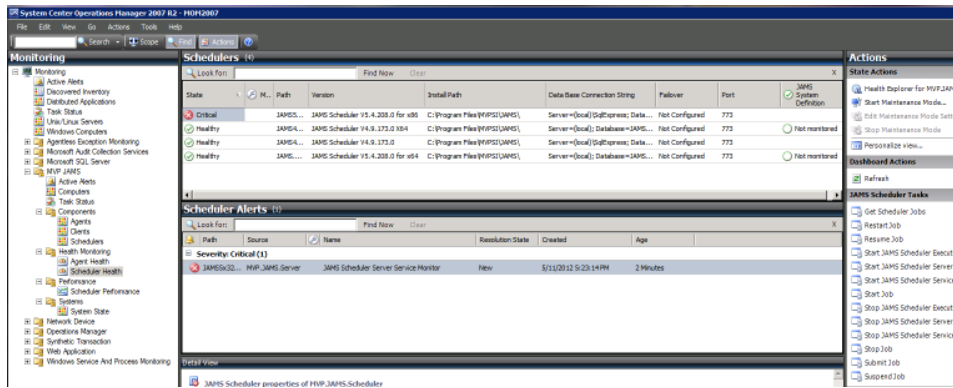 System Center Operations Manager 2007 R2 - MOM2007
File Edit View Go Actions Tools Help
Search Scope Find Actions
Monitoring
Monitoring
Active Alerts
Discovered Inventory
Distributed Applications
Task Status
Unix/Linux Servers
Windows Computers
Agentless Exception Monitoring
Microsoft Audit Collection Services
Microsoft SQL Server
MVP JAMS
Active Alerts
Computers
Task Status
Components
Agents
Clients
Schedulers
Health Monitoring
Agent Health
Scheduler Health
Performance
Scheduler Performance
Systems
System State
Network Device
Operations Manager
Synthetic Transaction
Web Application
Windows Service And Process Monitoring
Schedulers (4)
Look for: Find Now Clear X
State M... Path Version Install Path Data Base Connection String Failover Port JAMS System Definition
Critical JAMS5... JAMS Scheduler V5.4.208.0 for x86 C:\Program Files\MVPSI\JAMS\ Server=(local)\SqlExpress; Data... Not Configured 773
Healthy JAMS4... JAMS Scheduler V4.9.173.0 X64 C:\Program Files\MVPSI\JAMS\ Server=(local); Database=JAMS... Not Configured 773 Not monitored
Healthy JAMS4... JAMS Scheduler V4.9.173.0 C:\Program Files\MVPSI\JAMS\ Server=(local)\SqlExpress; Data... Not Configured 773
Healthy JAMS.... JAMS Scheduler V5.4.208.0 for x64 C:\Program Files\MVPSI\JAMS\ Server=(local); Database=JAMS... Not Configured 773 Not monitored
Scheduler Alerts (1)
Look for: Find Now Clear X
Path Source Name Resolution State Created Age
Severity: Critical (1)
JAMS5x32... MVP.JAMS.Server JAMS Scheduler Server Service Monitor New 5/11/2012 5:23:14 PM 2 Minutes
Detail View
JAMS Scheduler properties of MVP.JAMS.Scheduler
Actions
State Actions
Health Explorer for MVP.JAM
Start Maintenance Mode...
Edit Maintenance Mode Sett
Stop Maintenance Mode
Personalize view...
Dashboard Actions
Refresh
JAMS Scheduler Tasks
Get Scheduler Jobs
Restart Job
Resume Job
Start JAMS Scheduler Execut
Start JAMS Scheduler Server
Start JAMS Scheduler Service
Start Job
Stop JAMS Scheduler Execut
Stop JAMS Scheduler Server
Stop JAMS Scheduler Service
Stop Job
Submit Job
Suspend Job